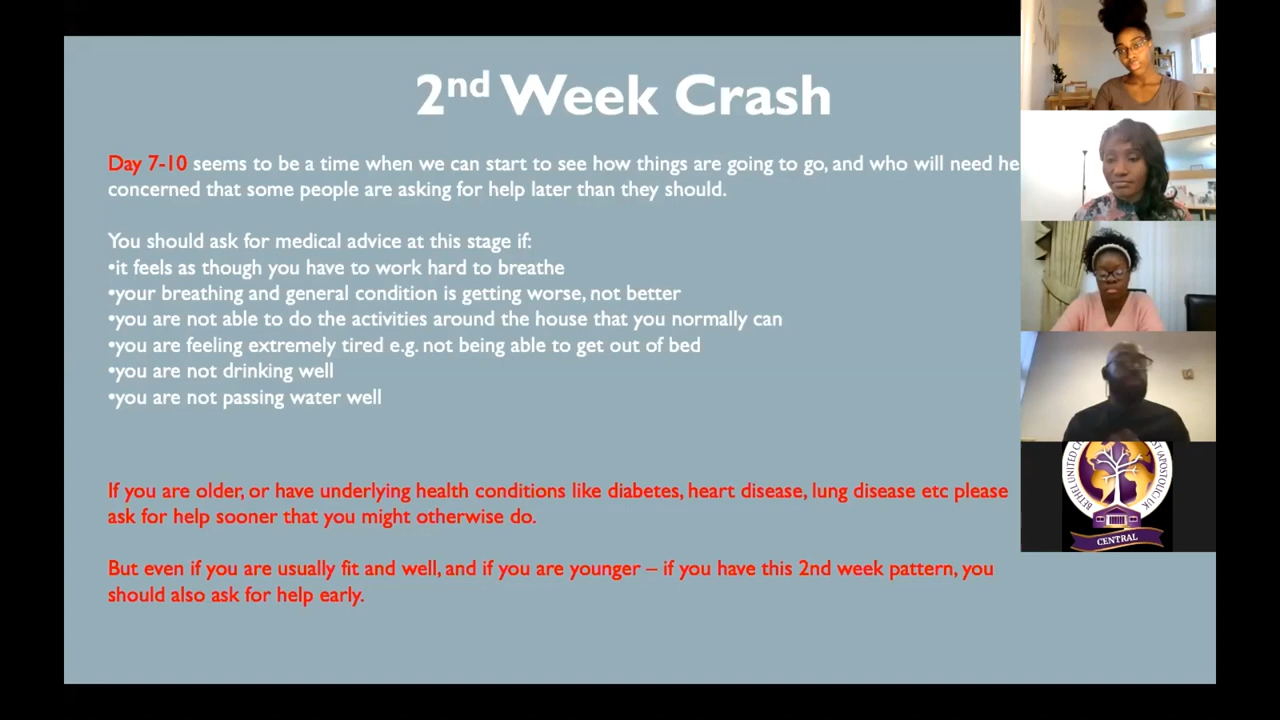 2nd Week Crash
Day 7-10 seems to be a time when we can start to see how things are going to go, and who will need he
concerned that some people are asking for help later than they should.
You should ask for medical advice at this stage if:
•it feels as though you have to work hard to breathe
•your breathing and general condition is getting worse, not better
•you are not able to do the activities around the house that you normally can
•you are feeling extremely tired e.g. not being able to get out of bed
•you are not drinking well
•you are not passing water well
If you are older, or have underlying health conditions like diabetes, heart disease, lung disease etc please
ask for help sooner that you might otherwise do.
But even if you are usually fit and well, and if you are younger – if you have this 2nd week pattern, you
should also ask for help early.
BETHEL UNITED C
ST (APOSTOLIC) UK
CENTRAL